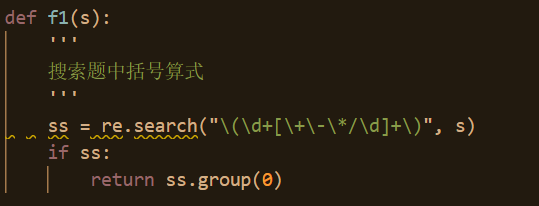 def f1(s):
    '''
    搜索题中括号算式
    '''
    ss = re.search("\(\d+[\+\-\*/\d]+\)", s)
    if ss:
        return ss.group(0)